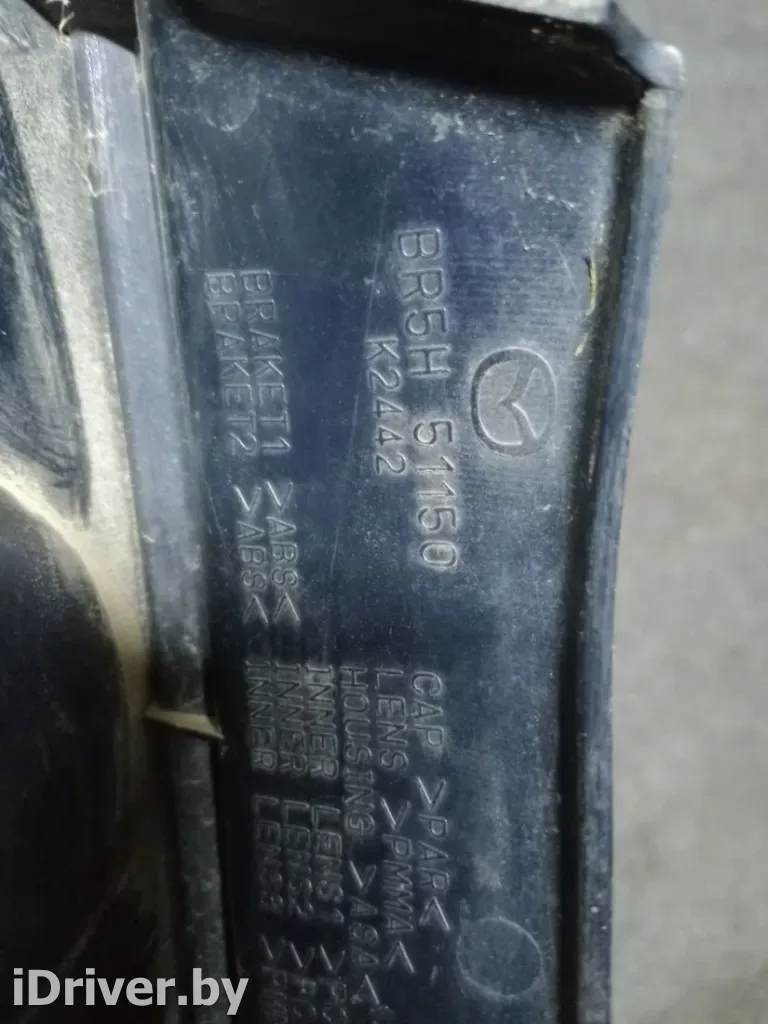 BR5H 51150
K2442
BRAKET1 >ABS<
BRAKET2 >ABS<
CAP >PAR<
LENS >PMMA<
HOUSING >ASA
INNER LENS1
INNER LENS2
INNER LENS3
iDriver.by